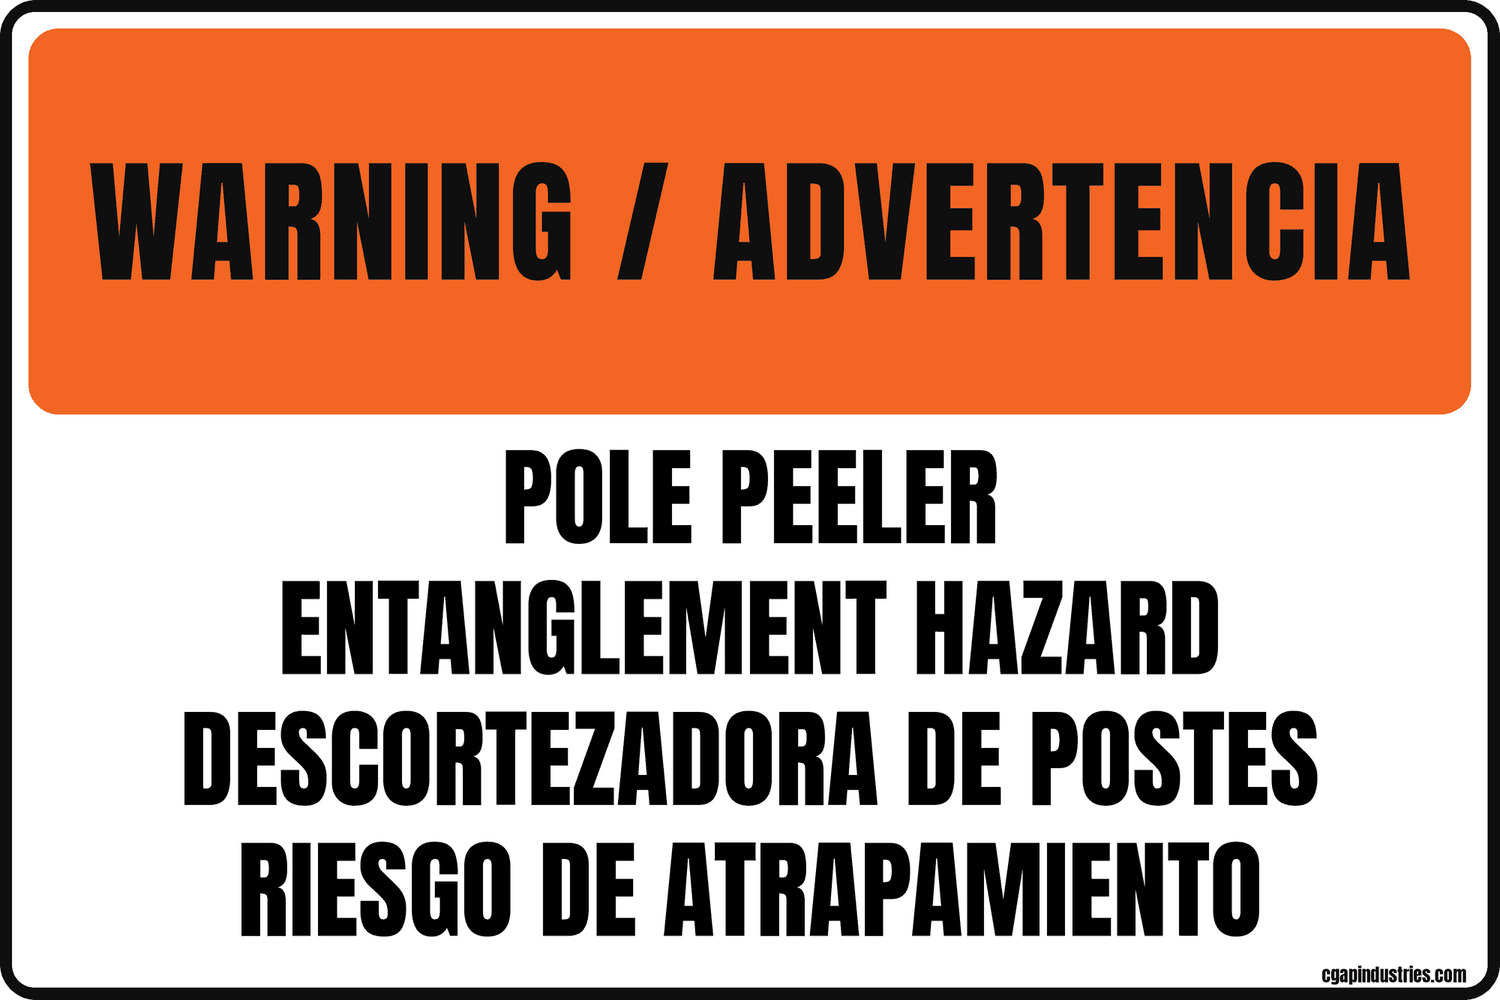 WARNING / ADVERTENCIA
POLE PEELER
ENTANGLEMENT HAZARD
DESCORTEZADORA DE POSTES
RIESGO DE ATRAPAMIENTO
cgapindustries.com